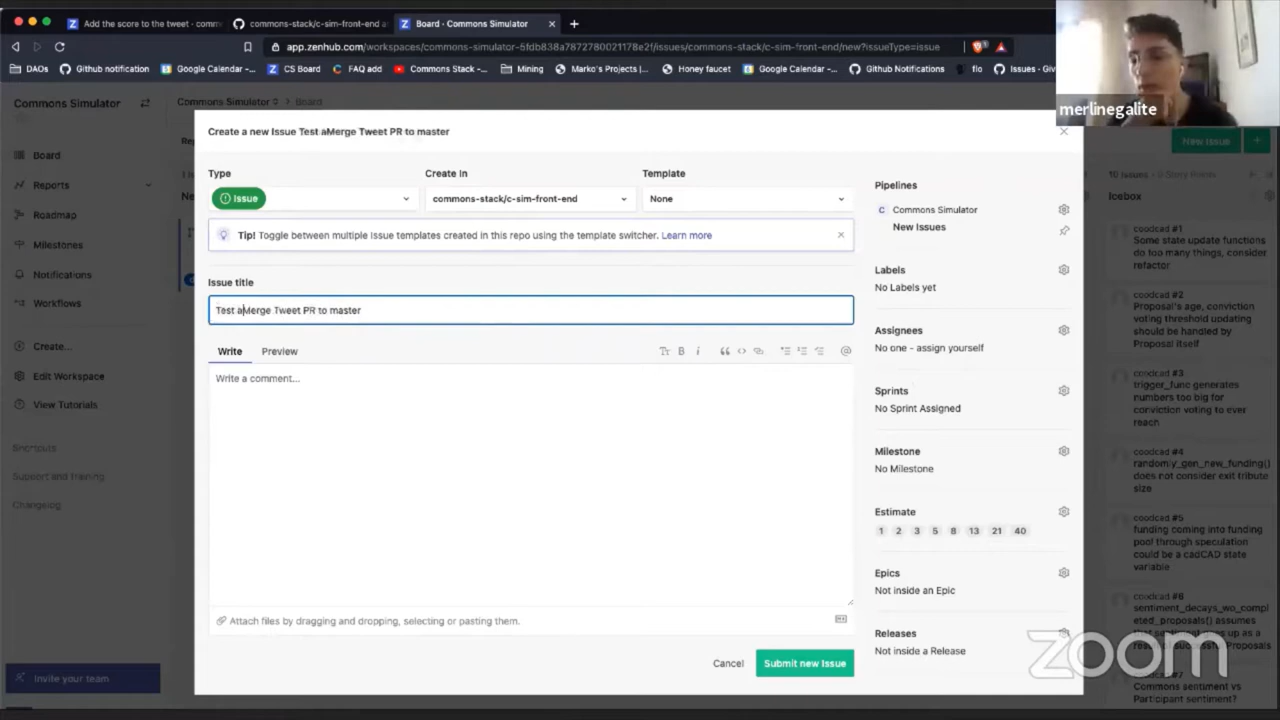 Add the score to the tweet - comm
commons-stack/c-sim-front-end a
Board - Commons Simulator
app.zenhub.com/workspaces/commons-simulator-5fdb838a7872780021178e2f/issues/commons-stack/c-sim-front-end/new?issueType=issue
DAOs
Github notification
Google Calendar -...
CS Board
FAQ add
Commons Stack -...
Mining
Marko's Projects |...
Honey faucet
Google Calendar -...
Github Notifications
flo
Issues - Giv
merlinegalite
Commons Simulator
Commons Simulator > Board
Create a new Issue Test aMerge Tweet PR to master
New Issue
Board
Reports
Roadmap
Milestones
Notifications
Workflows
Create...
Edit Workspace
View Tutorials
Shortcuts
Support and Training
Changelog
Invite your team
Type
Create In
Template
Issue
commons-stack/c-sim-front-end
None
Tip! Toggle between multiple Issue templates created in this repo using the template switcher. Learn more
Issue title
Test aMerge Tweet PR to master
Write
Preview
Write a comment...
Attach files by dragging and dropping, selecting or pasting them.
Cancel
Submit new Issue
Pipelines
Commons Simulator
New Issues
Labels
No Labels yet
Assignees
No one - assign yourself
Sprints
No Sprint Assigned
Milestone
No Milestone
Estimate
1 2 3 5 8 13 21 40
Epics
Not inside an Epic
Releases
Not inside a Release
10 Issues · 0 Story Points
Icebox
coodcad #1
Some state update functions
do too many things, consider
refactor
coodcad #2
Proposal's age, conviction
voting threshold updating
should be handled by
Proposal itself
coodcad #3
trigger_func generates
numbers too big for
conviction voting to ever
reach
coodcad #4
randomly_gen_new_funding()
does not consider exit tribute
size
coodcad #5
funding coming into funding
pool through speculation
could be a cadCAD state
variable
coodcad #6
sentiment_decays_wo_compl
eted_proposals() assumes
that sentiment goes up as a
result of successful Proposals
coodcad #7
Commons sentiment vs
Participant sentiment?
zoom